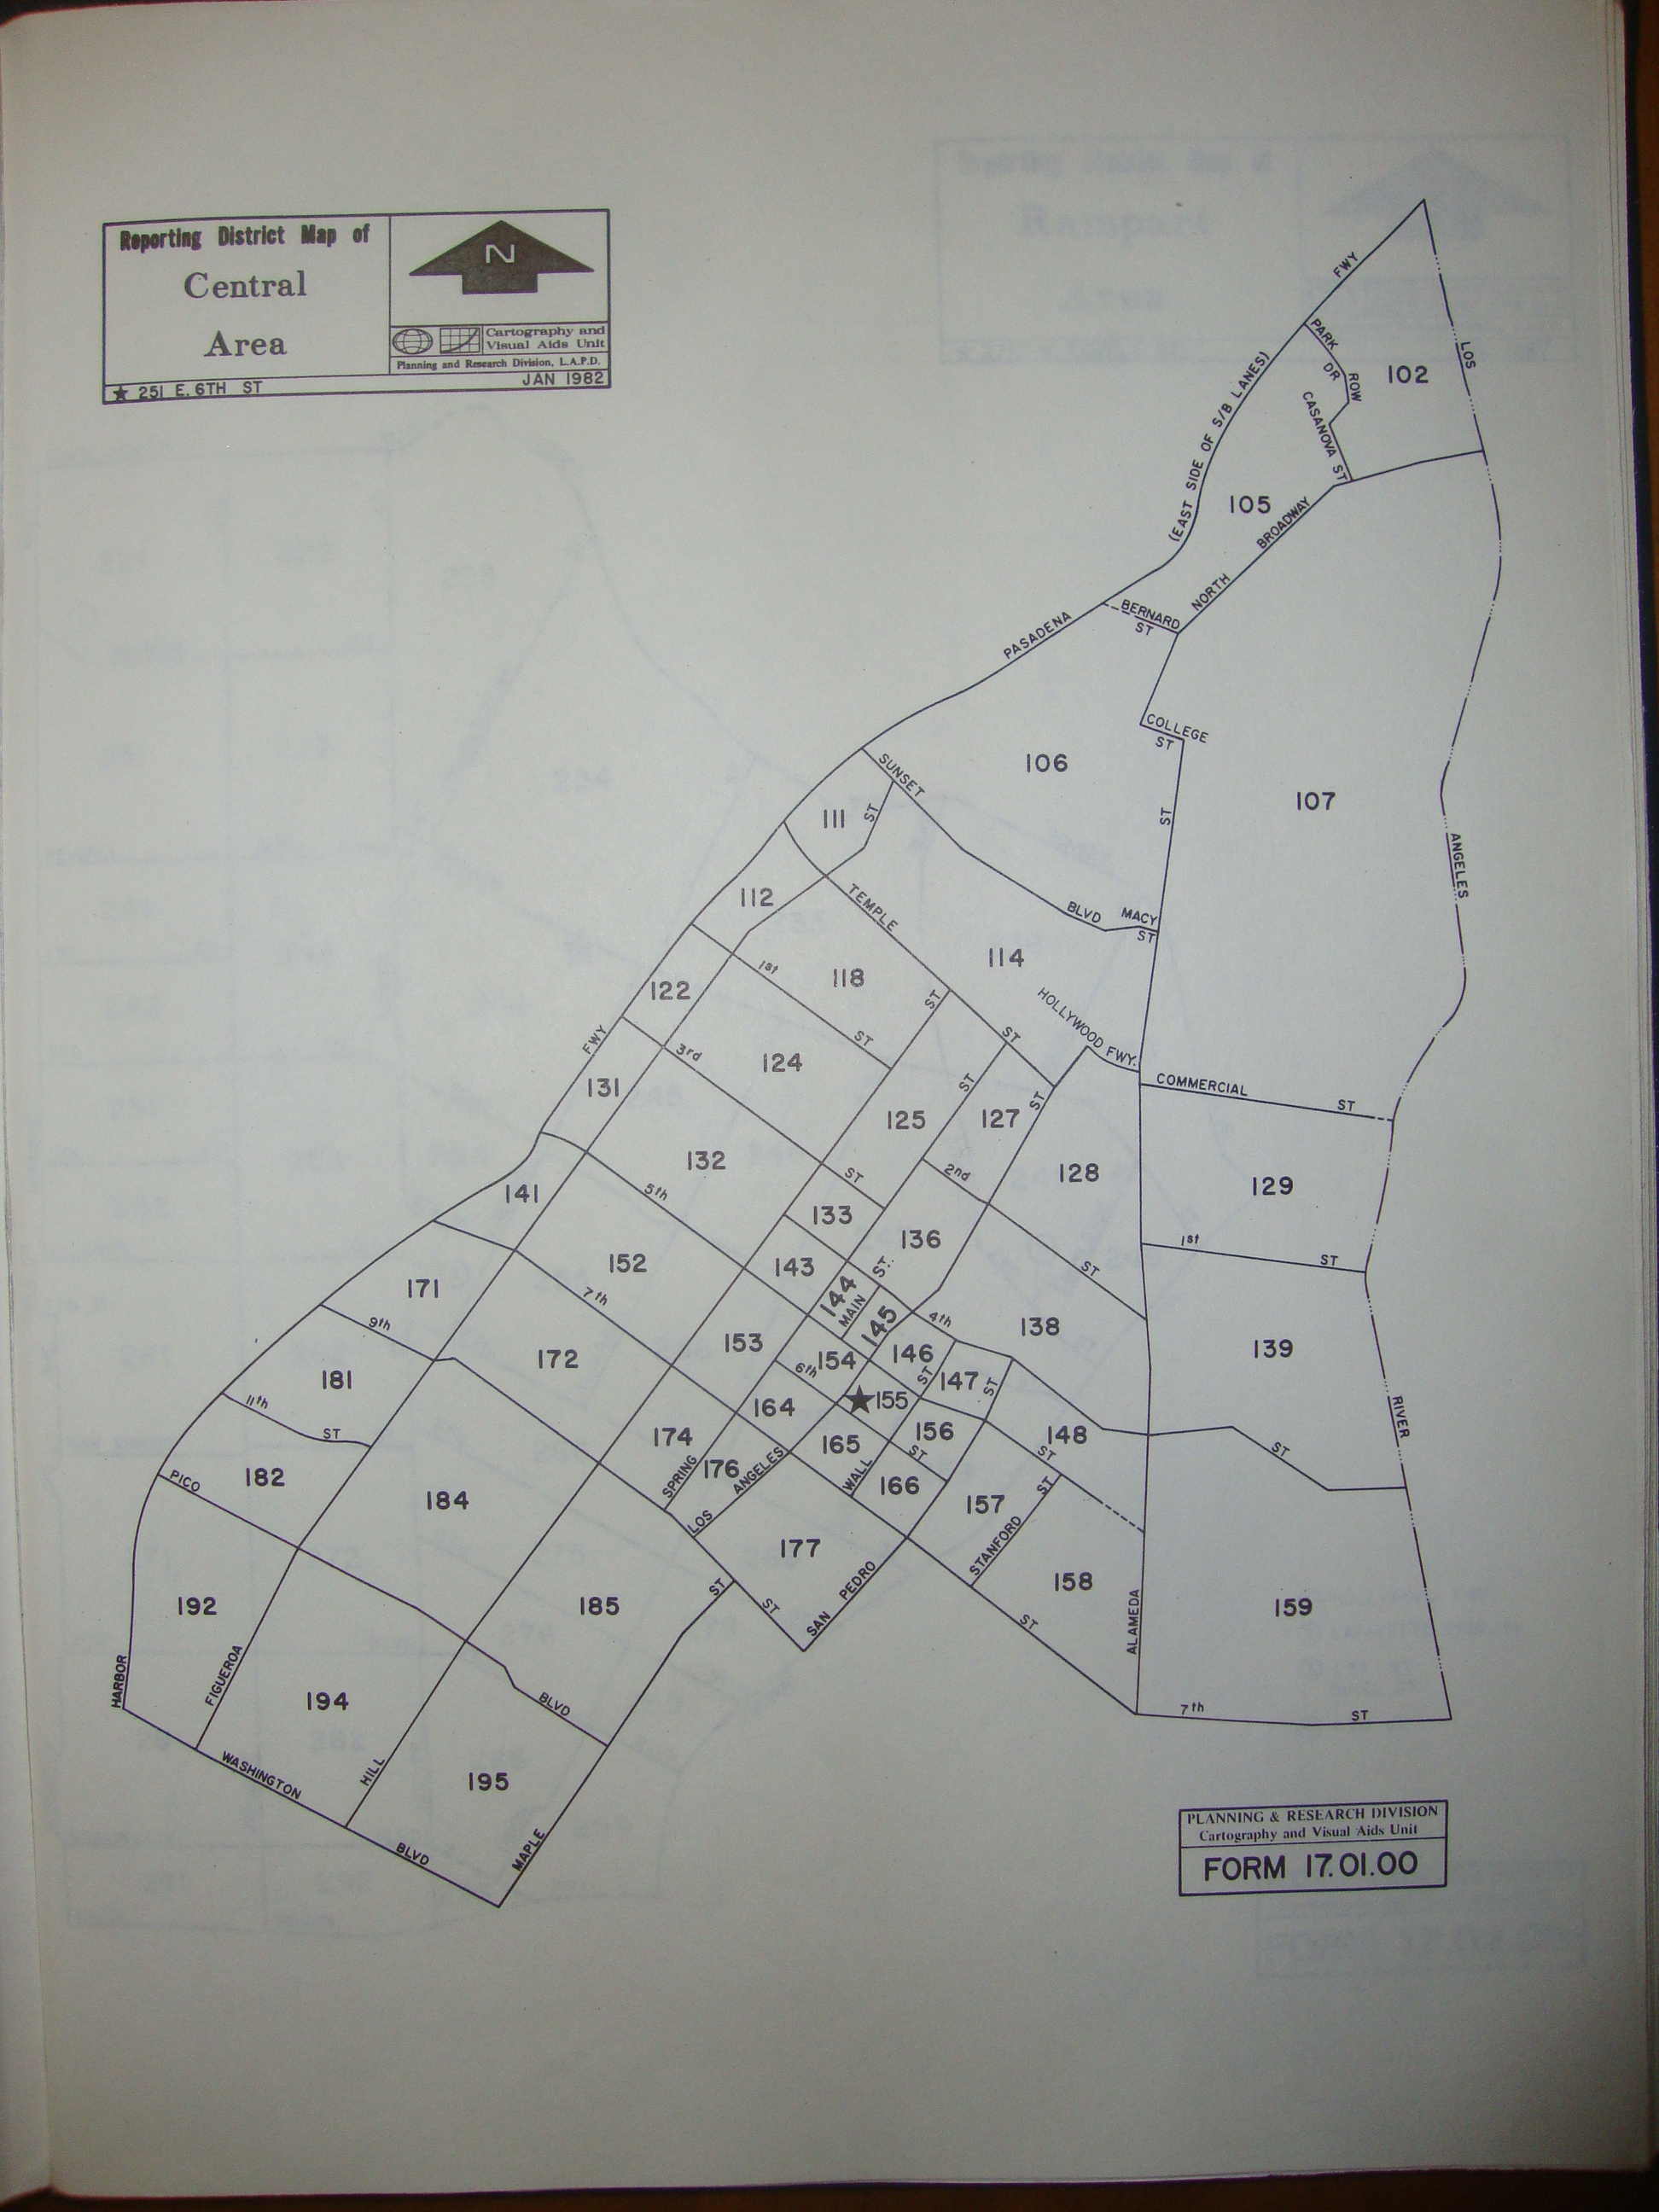 Reporting District Map of
Central
Area
N
Cartography and
Visual Aids Unit
Planning and Research Division, L.A.P.D.
★ 251 E. 6TH ST
JAN 1982
FWY
PARK
DR
ROW
102
LOS
CASANOVA ST
(EAST SIDE OF S/B LANES)
105
BROADWAY
NORTH
BERNARD
ST
PASADENA
COLLEGE
ST
106
107
SUNSET
111
ST
ST
ANGELES
112
TEMPLE
BLVD
MACY
ST
114
118
1st
ST
122
ST
HOLLYWOOD FWY.
ST
FWY
3rd
124
131
COMMERCIAL
ST
ST
ST
125
127
132
2nd
128
129
5th
ST
141
133
136
1st
ST
143
ST.
ST
152
144
MAIN
145
171
7th
9th
153
4th
138
139
172
154
6th
146
ST
147
ST
181
★155
11th
ST
164
156
148
RIVER
174
165
ST
ST
ST
PICO
182
SPRING
176
ANGELES
WALL
166
ST
184
LOS
157
STANFORD
177
158
192
185
ST
ST
SAN
PEDRO
ST
ALAMEDA
159
HARBOR
FIGUEROA
194
BLVD
7th
ST
WASHINGTON
HILL
195
BLVD
MAPLE
PLANNING & RESEARCH DIVISION
Cartography and Visual Aids Unit
FORM 17.01.00